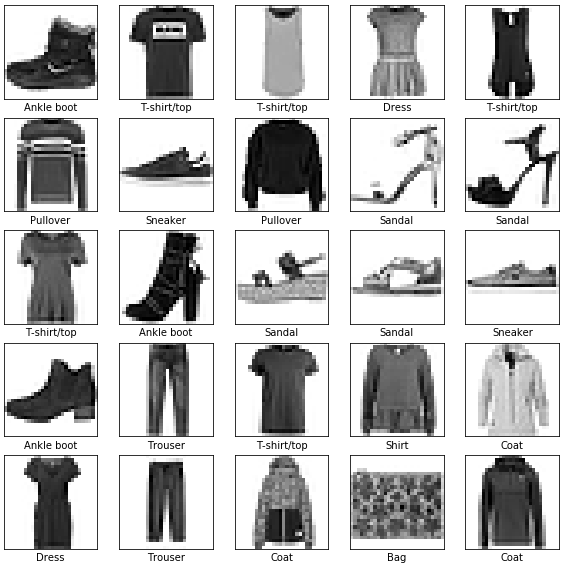 Ankle boot
T-shirt/top
T-shirt/top
Dress
T-shirt/top
Pullover
Sneaker
Pullover
Sandal
Sandal
T-shirt/top
Ankle boot
Sandal
Sandal
Sneaker
Ankle boot
Trouser
T-shirt/top
Shirt
Coat
Dress
Trouser
Coat
Bag
Coat